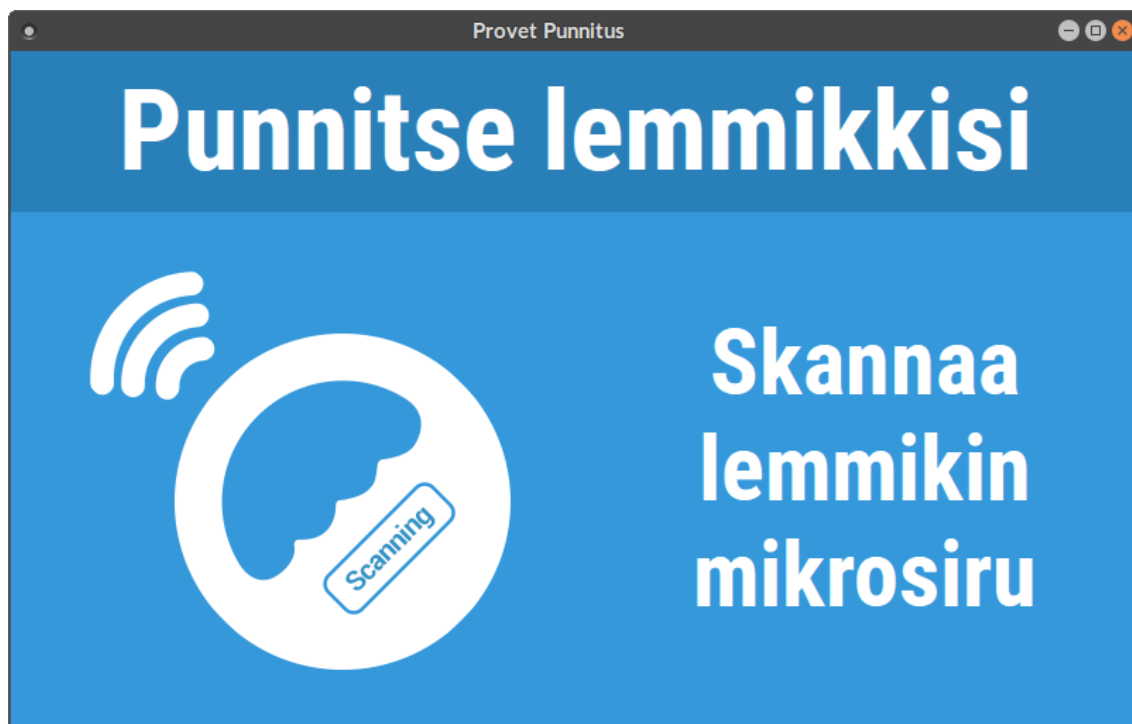 Provet Punnitus
Punnitse lemmikkisi
Skannaa
lemmikin
mikrosiru
Scanning